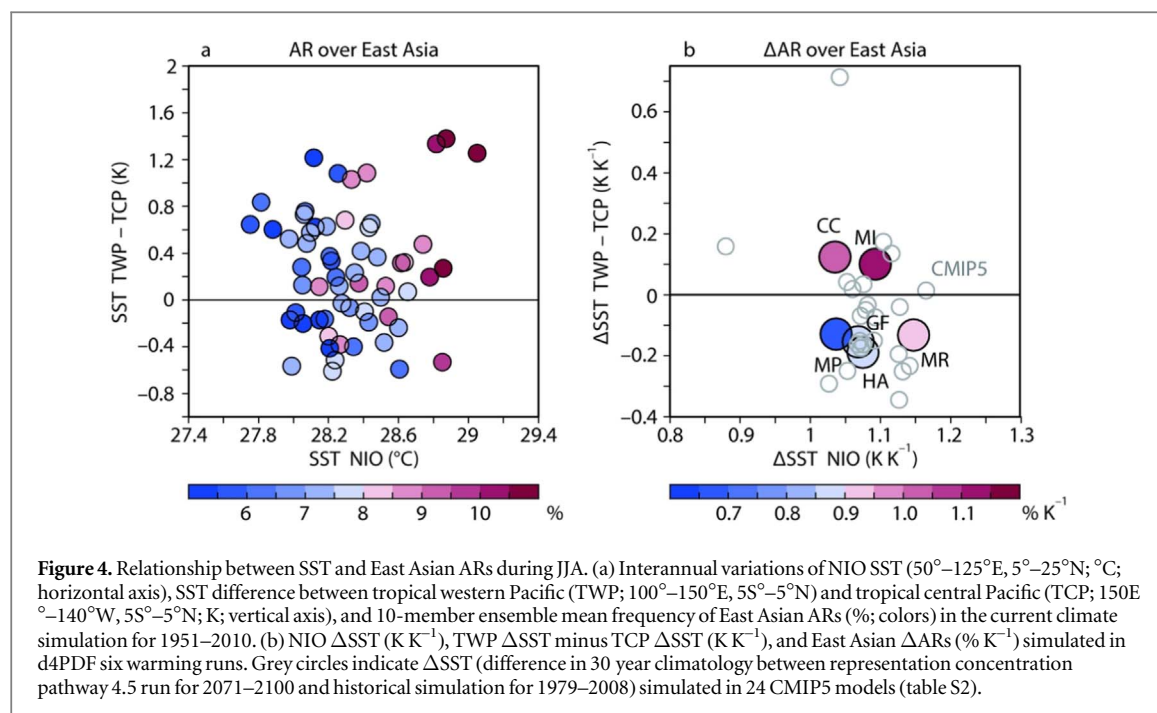 a AR over East Asia
2
1.6
1.2
0.8
0.4
0
−0.4
−0.8
SST TWP − TCP (K)
27.4 27.8 28.2 28.6 29 29.4
SST NIO (°C)
6 7 8 9 10 %
b ΔAR over East Asia
0.6
0.4
0.2
0
−0.2
−0.4
ΔSST TWP − TCP (K K⁻¹)
CC MI
CMIP5
GF
MP HA MR
0.8 0.9 1 1.1 1.2 1.3
ΔSST NIO (K K⁻¹)
0.7 0.8 0.9 1.0 1.1 % K⁻¹
Figure 4. Relationship between SST and East Asian ARs during JJA. (a) Interannual variations of NIO SST (50°–125°E, 5°–25°N; °C;
horizontal axis), SST difference between tropical western Pacific (TWP; 100°–150°E, 5S°–5°N) and tropical central Pacific (TCP; 150E
°–140°W, 5S°–5°N; K; vertical axis), and 10-member ensemble mean frequency of East Asian ARs (%; colors) in the current climate
simulation for 1951–2010. (b) NIO ΔSST (K K⁻¹), TWP ΔSST minus TCP ΔSST (K K⁻¹), and East Asian ΔARs (% K⁻¹) simulated in
d4PDF six warming runs. Grey circles indicate ΔSST (difference in 30 year climatology between representation concentration
pathway 4.5 run for 2071–2100 and historical simulation for 1979–2008) simulated in 24 CMIP5 models (table S2).